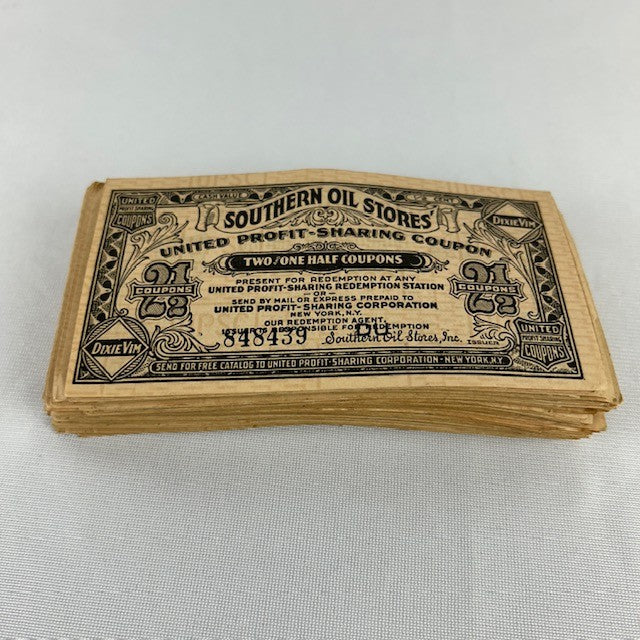 UNITED PROFIT SHARING COUPONS
CASH VALUE
SOUTHERN OIL STORES'
DIXIE VIM
UNITED PROFIT-SHARING COUPON
TWO & ONE HALF COUPONS
2 1/2 COUPONS
2 1/2 COUPONS
PRESENT FOR REDEMPTION AT ANY
UNITED PROFIT-SHARING REDEMPTION STATION
— OR —
SEND BY MAIL OR EXPRESS PREPAID TO
UNITED PROFIT-SHARING CORPORATION
NEW YORK, N.Y.
OUR REDEMPTION AGENT.
ISSUER IS RESPONSIBLE FOR REDEMPTION
848439
Southern Oil Stores, Inc.
DIXIE VIM
UNITED PROFIT-SHARING COUPONS
SEND FOR FREE CATALOG TO UNITED PROFIT-SHARING CORPORATION-NEW YORK.N.Y.